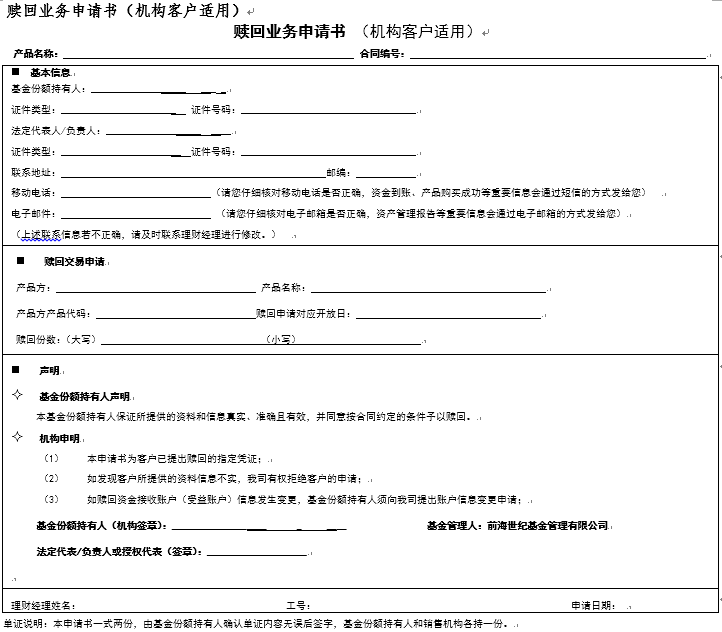 赎回业务申请书（机构客户适用）
赎回业务申请书 （机构客户适用）
产品名称： 合同编号：
■ 基本信息
基金份额持有人：
证件类型： 证件号码：
法定代表人/负责人：
证件类型： 证件号码：
联系地址： 邮编：
移动电话： （请您仔细核对移动电话是否正确，资金到账、产品购买成功等重要信息会通过短信的方式发给您）
电子邮件： （请您仔细核对电子邮箱是否正确，资产管理报告等重要信息会通过电子邮箱的方式发给您）
（上述联系信息若不正确，请及时联系理财经理进行修改。）
■ 赎回交易申请
产品方： 产品名称：
产品方产品代码： 赎回申请对应开放日：
赎回份数：（大写） （小写）
■ 声明
✧ 基金份额持有人声明
本基金份额持有人保证所提供的资料和信息真实、准确且有效，并同意按合同约定的条件予以赎回。
✧ 机构申明
（1） 本申请书为客户已提出赎回的指定凭证；
（2） 如发现客户所提供的资料信息不实，我司有权拒绝客户的申请；
（3） 如赎回资金接收账户（受益账户）信息发生变更，基金份额持有人须向我司提出账户信息变更申请；
基金份额持有人（机构签章）： 基金管理人：前海世纪基金管理有限公司
法定代表/负责人或授权代表（签章）：
理财经理姓名： 工号： 申请日期：
单证说明：本申请书一式两份，由基金份额持有人确认单证内容无误后签字，基金份额持有人和销售机构各持一份。